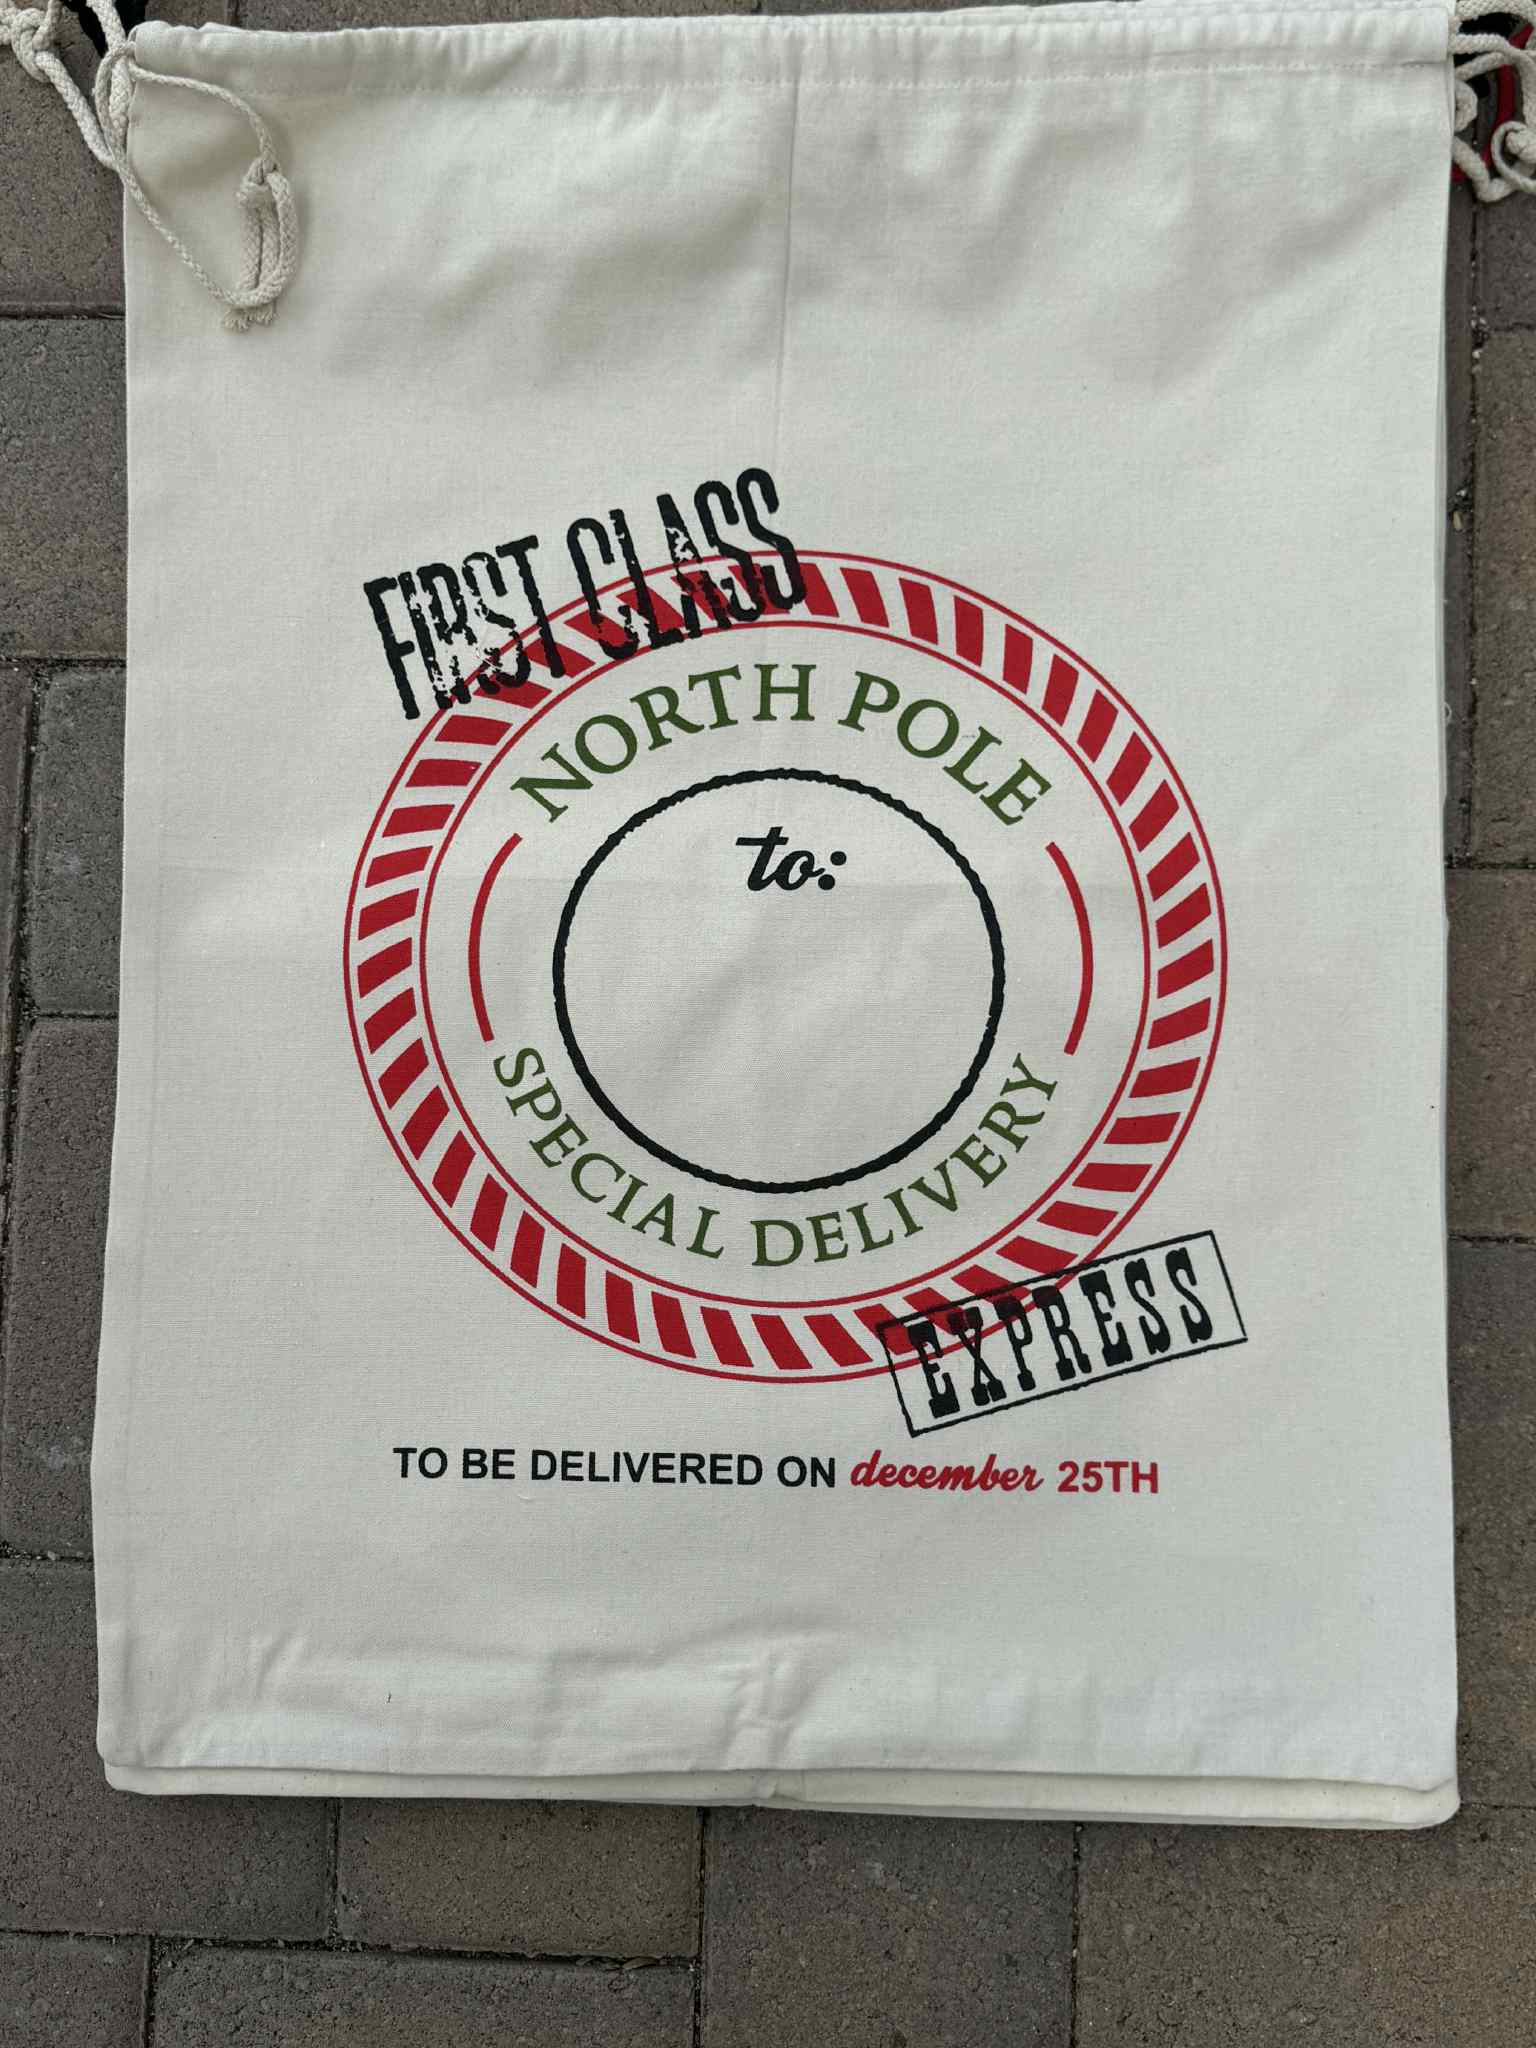 FIRST CLASS
NORTH POLE
to:
SPECIAL DELIVERY
EXPRESS
TO BE DELIVERED ON december 25TH